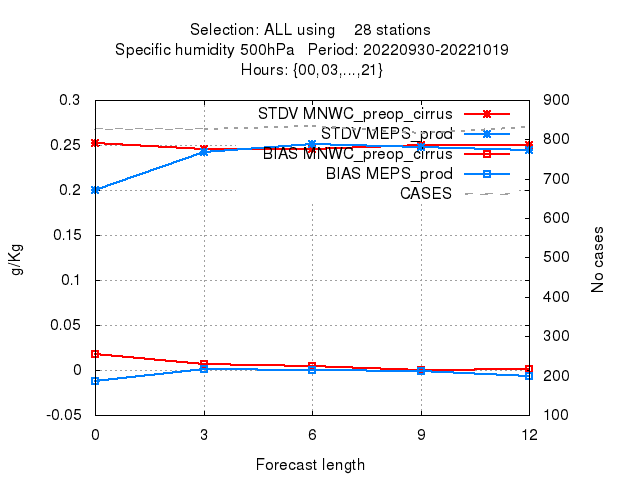 Selection: ALL using 28 stations
Specific humidity 500hPa Period: 20220930-20221019
Hours: {00,03,...,21}
0.3 900
STDV MNWC_preop_cirrus
STDV MEPS_prod
0.25 800
BIAS MNWC_preop_cirrus
BIAS MEPS_prod
700
0.2 CASES
600
0.15
500
0.1
400
0.05
300
0 200
-0.05 100
g/Kg
No cases
0 3 6 9 12
Forecast length